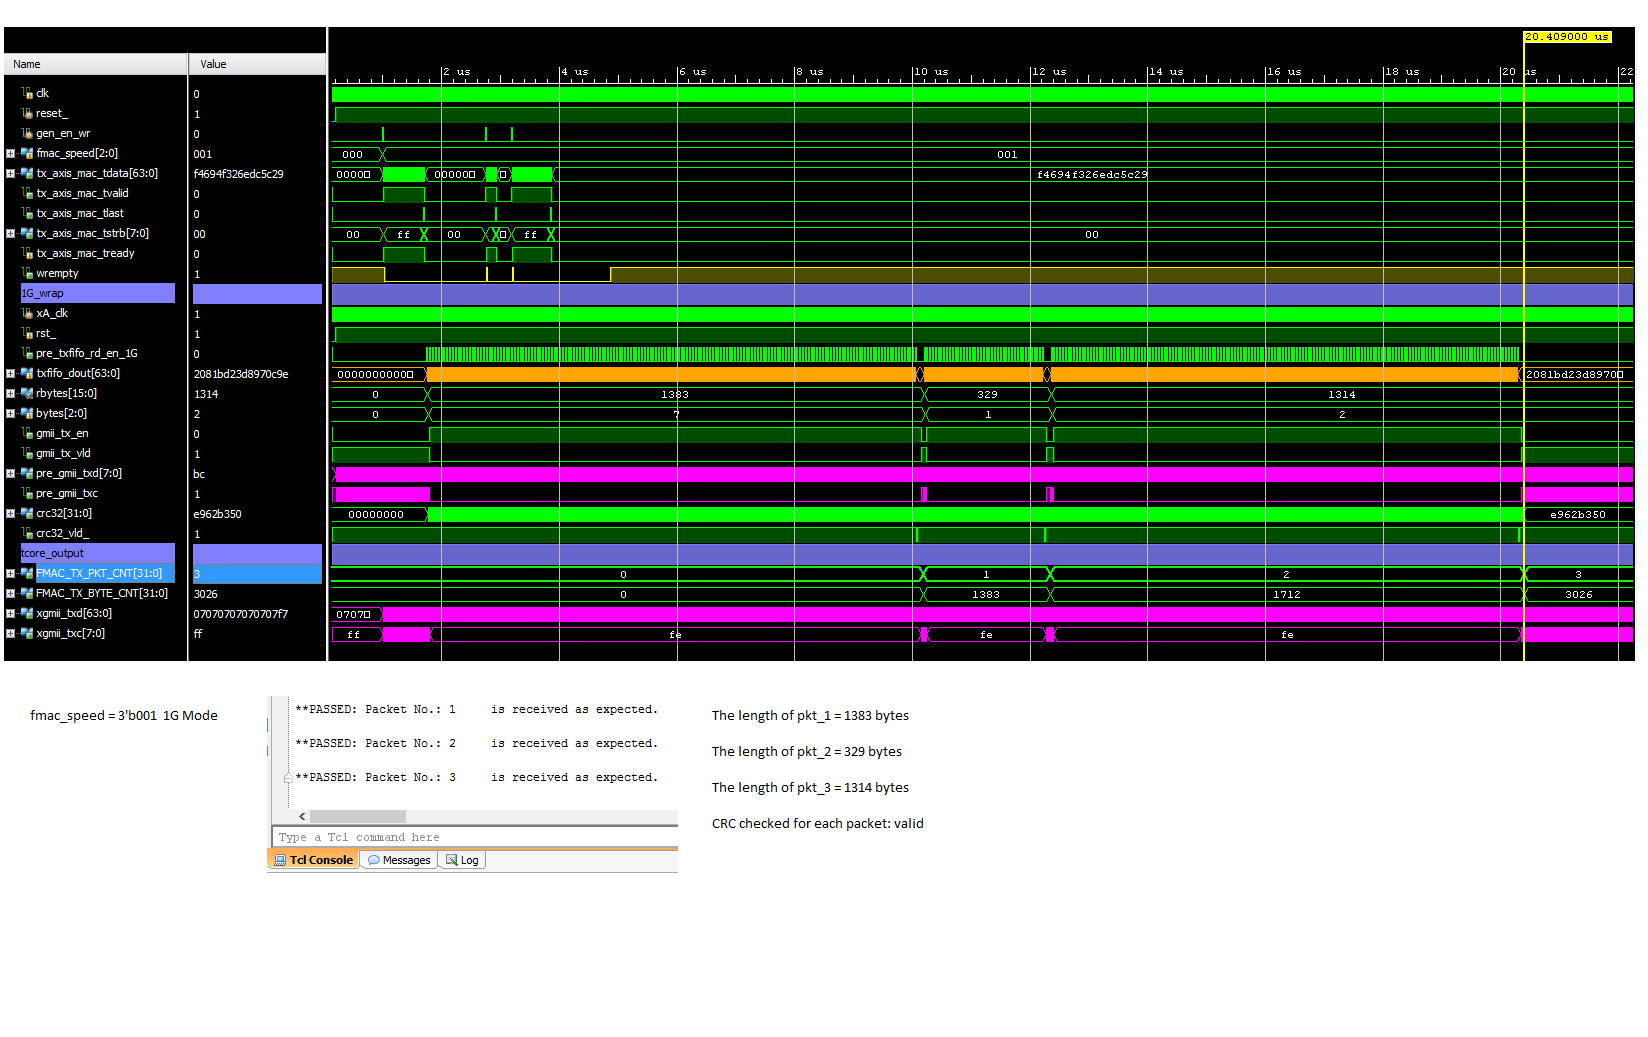 20.409000 us
Name Value
2 us 4 us 6 us 8 us 10 us 12 us 14 us 16 us 18 us 20 us 22
clk 0
reset_ 1
gen_en_wr 0
fmac_speed[2:0] 001 000 001
tx_axis_mac_tdata[63:0] f4694f326edc5c29 0000 00000 f4694f326edc5c29
tx_axis_mac_tvalid 0
tx_axis_mac_tlast 0
tx_axis_mac_tstrb[7:0] 00 00 ff 00 ff 00
tx_axis_mac_tready 0
wrempty 1
1G_wrap
xA_clk 1
rst_ 1
pre_txfifo_rd_en_1G 0
txfifo_dout[63:0] 2081bd23d8970c9e 0000000000 2081bd23d8970
rbytes[15:0] 1314 0 1383 329 1314
bytes[2:0] 2 0 7 1 2
gmii_tx_en 0
gmii_tx_vld 1
pre_gmii_txd[7:0] bc
pre_gmii_txc 1
crc32[31:0] e962b350 00000000 e962b350
crc32_vld_ 1
tcore_output
FMAC_TX_PKT_CNT[31:0] 3 0 1 2 3
FMAC_TX_BYTE_CNT[31:0] 3026 0 1383 1712 3026
xgmii_txd[63:0] 07070707070707f7 0707
xgmii_txc[7:0] ff ff fe fe fe
fmac_speed = 3'b001 1G Mode
**PASSED: Packet No.: 1 is received as expected.
**PASSED: Packet No.: 2 is received as expected.
**PASSED: Packet No.: 3 is received as expected.
Type a Tcl command here
Tcl Console Messages Log
The length of pkt_1 = 1383 bytes
The length of pkt_2 = 329 bytes
The length of pkt_3 = 1314 bytes
CRC checked for each packet: valid